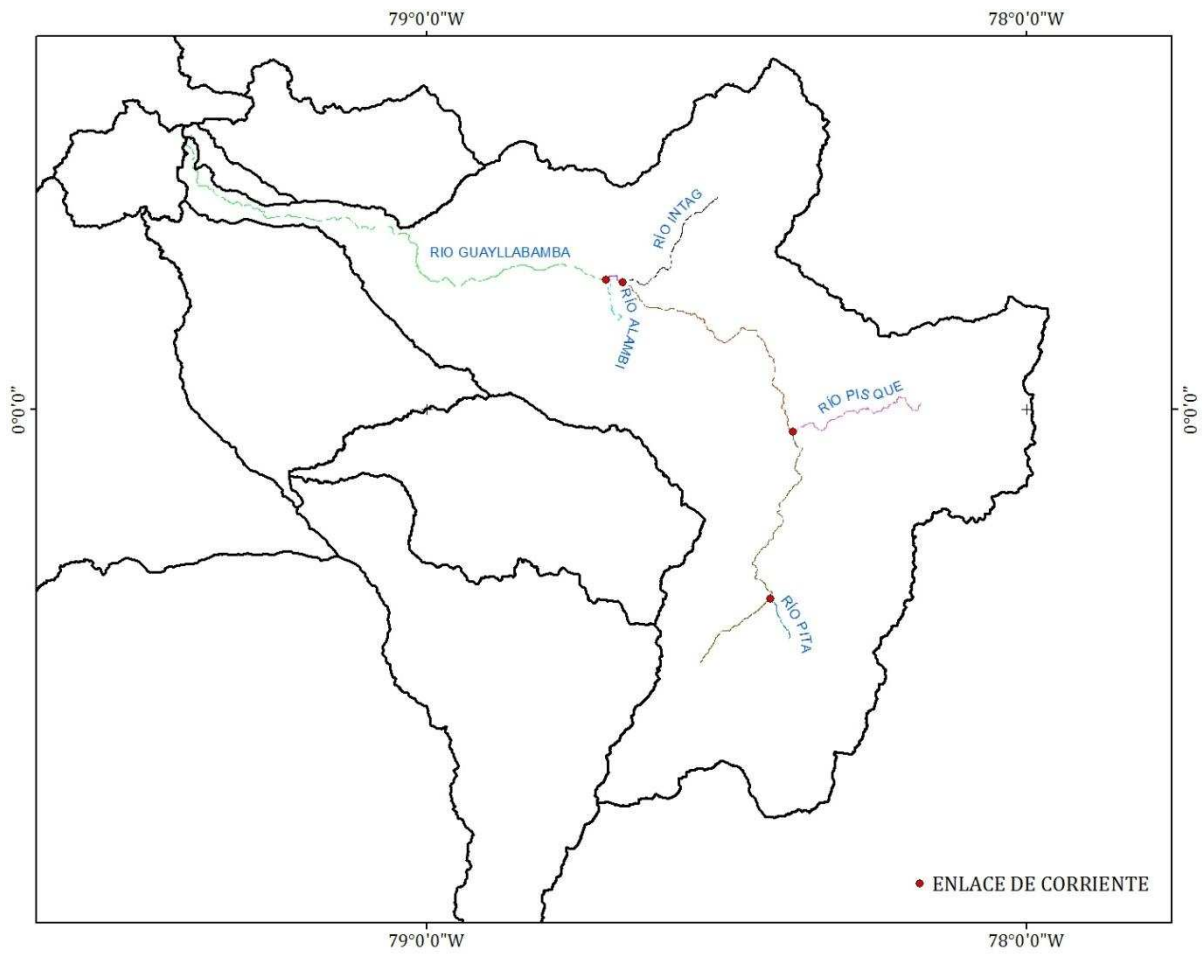 79°0'0"W
78°0'0"W
RÍO INTAG
RIO GUAYLLABAMBA
RÍO ALAMBI
RÍO PISQUE
0°0'0"
0°0'0"
RÍO PITA
ENLACE DE CORRIENTE
79°0'0"W
78°0'0"W